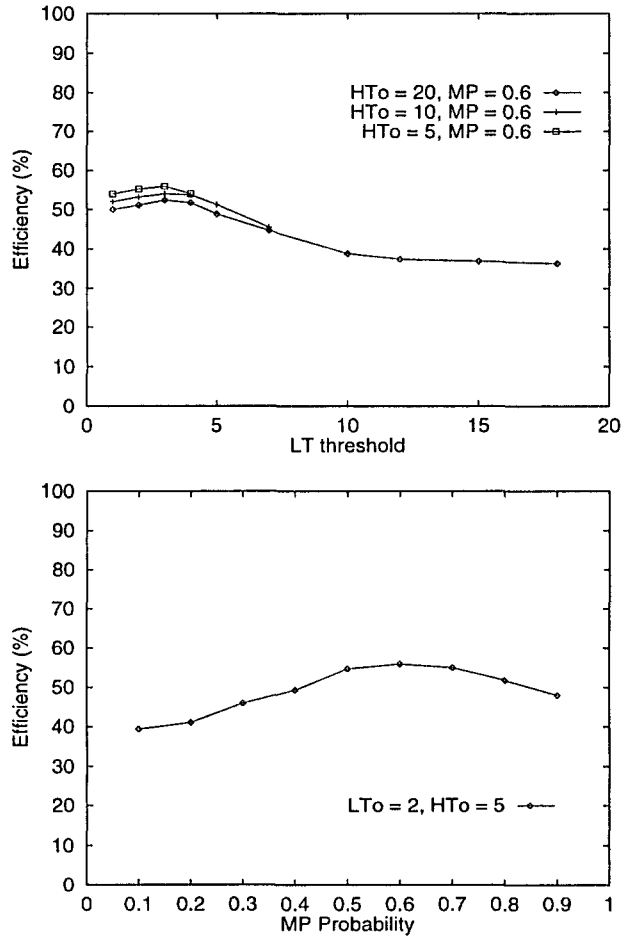 100
90
80
70
60
50
40
30
20
10
0
Efficiency (%)
HTo = 20, MP = 0.6
HTo = 10, MP = 0.6
HTo = 5, MP = 0.6
0 5 10 15 20
LT threshold
100
90
80
70
60
50
40
30
20
10
0
Efficiency (%)
LTo = 2, HTo = 5
0 0.1 0.2 0.3 0.4 0.5 0.6 0.7 0.8 0.9 1
MP Probability